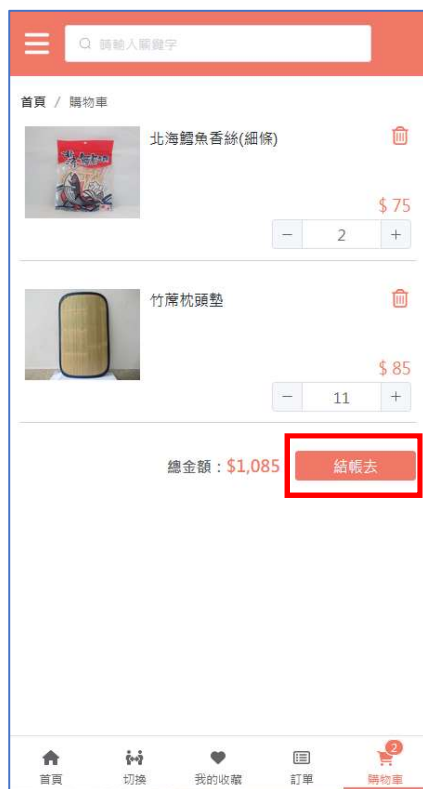 請輸入關鍵字
首頁 / 購物車
北海鱈魚香絲(細條)
$ 75
− 2 +
竹蓆枕頭墊
$ 85
− 11 +
總金額：$1,085 結帳去
2
首頁 切換 我的收藏 訂單 購物車